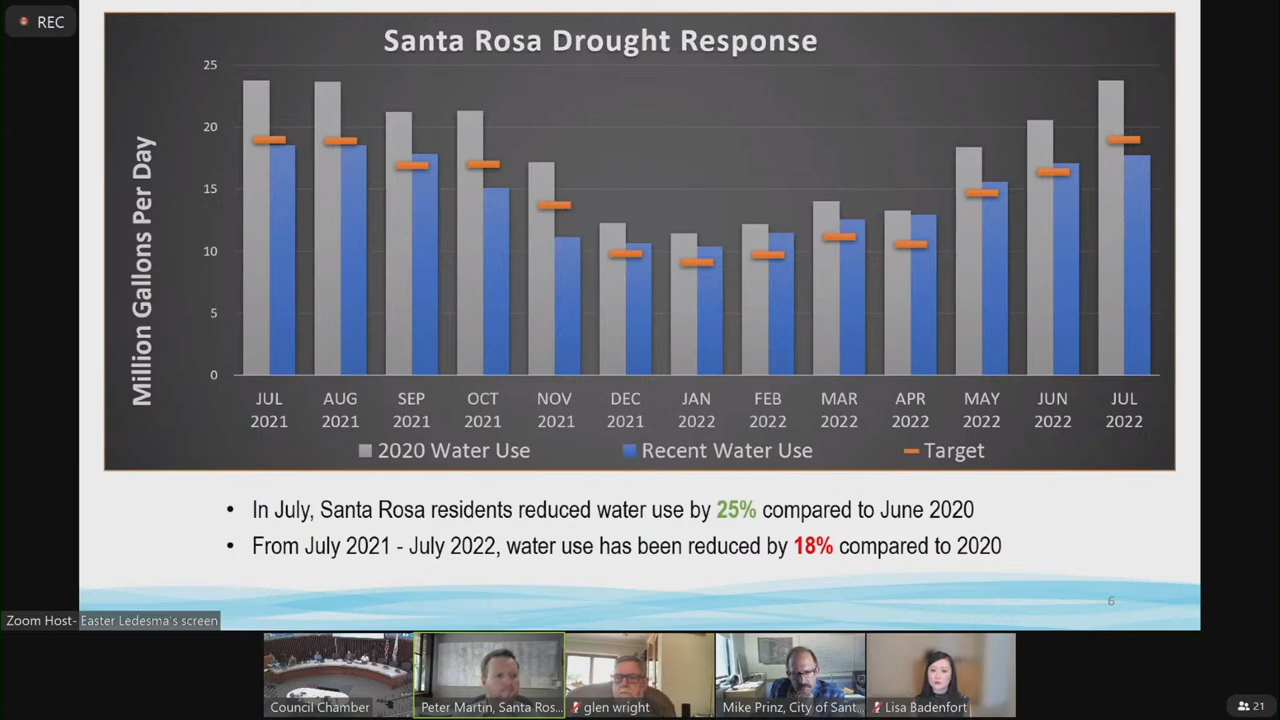 REC
Santa Rosa Drought Response
Million Gallons Per Day
25
20
15
10
5
0
JUL AUG SEP OCT NOV DEC JAN FEB MAR APR MAY JUN JUL
2021 2021 2021 2021 2021 2021 2022 2022 2022 2022 2022 2022 2022
2020 Water Use Recent Water Use Target
• In July, Santa Rosa residents reduced water use by 25% compared to June 2020
• From July 2021 - July 2022, water use has been reduced by 18% compared to 2020
6
Zoom Host- Easter Ledesma's screen
Council Chamber
Peter Martin, Santa Ros...
glen wright
Mike Prinz, City of Sant...
Lisa Badenfort
21